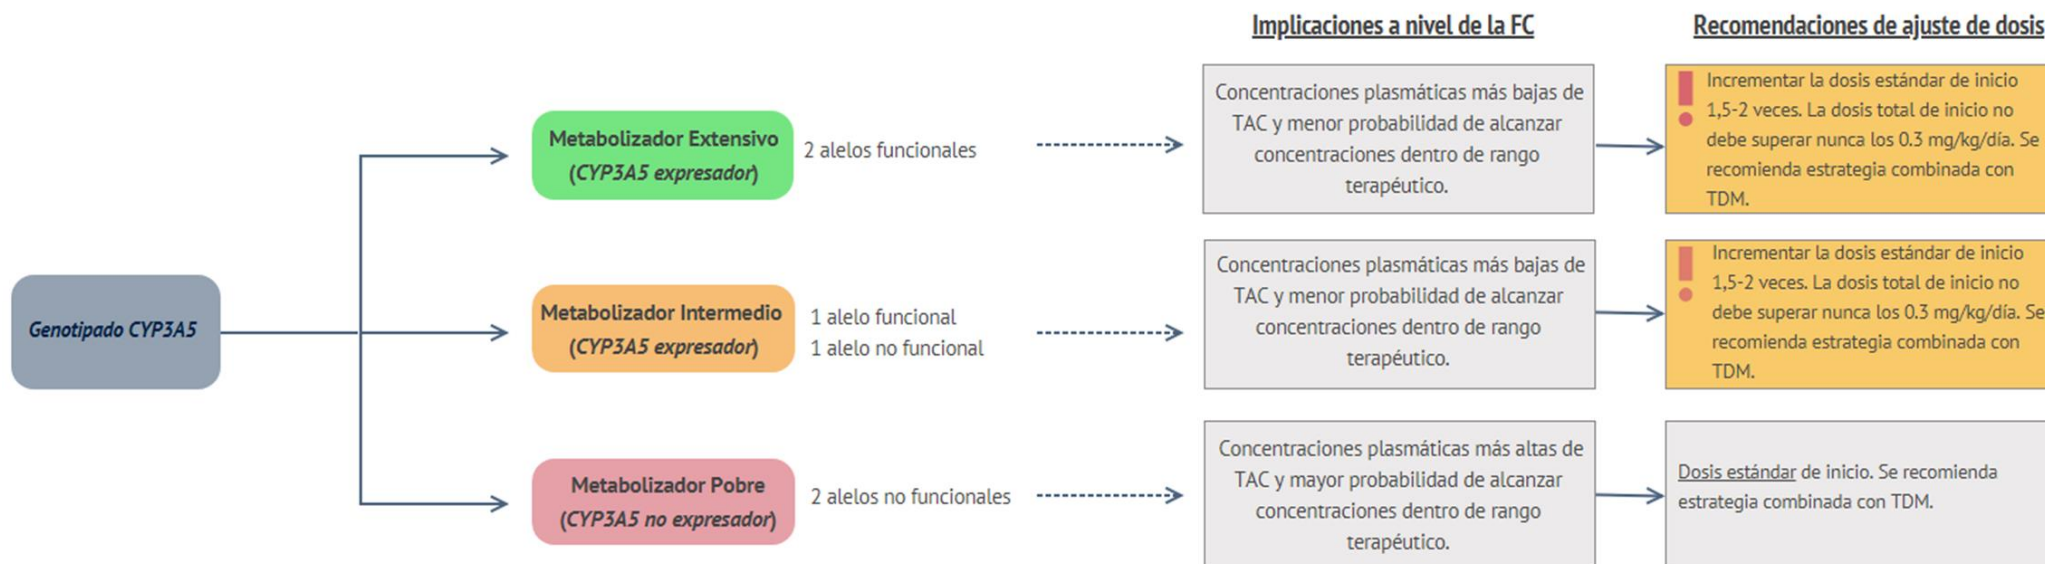 Implicaciones a nivel de la FC
Recomendaciones de ajuste de dosis
Genotipado CYP3A5
Metabolizador Extensivo
(CYP3A5 expresador)
2 alelos funcionales
Concentraciones plasmáticas más bajas de
TAC y menor probabilidad de alcanzar
concentraciones dentro de rango
terapéutico.
Incrementar la dosis estándar de inicio
1,5-2 veces. La dosis total de inicio no
debe superar nunca los 0.3 mg/kg/día. Se
recomienda estrategia combinada con
TDM.
Metabolizador Intermedio
(CYP3A5 expresador)
1 alelo funcional
1 alelo no funcional
Concentraciones plasmáticas más bajas de
TAC y menor probabilidad de alcanzar
concentraciones dentro de rango
terapéutico.
Incrementar la dosis estándar de inicio
1,5-2 veces. La dosis total de inicio no
debe superar nunca los 0.3 mg/kg/día. Se
recomienda estrategia combinada con
TDM.
Metabolizador Pobre
(CYP3A5 no expresador)
2 alelos no funcionales
Concentraciones plasmáticas más altas de
TAC y mayor probabilidad de alcanzar
concentraciones dentro de rango
terapéutico.
Dosis estándar de inicio. Se recomienda
estrategia combinada con TDM.